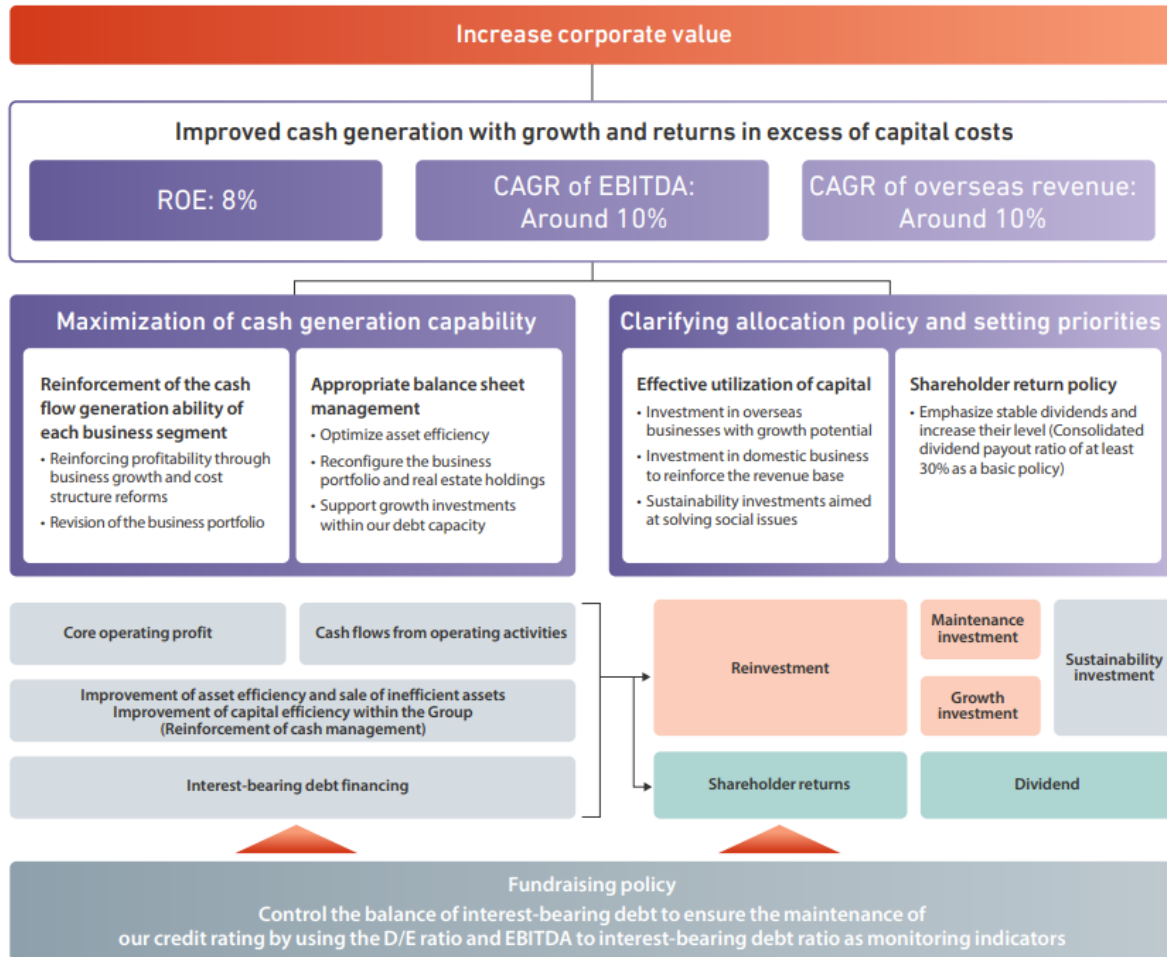 Increase corporate value
Improved cash generation with growth and returns in excess of capital costs
ROE: 8%
CAGR of EBITDA:
Around 10%
CAGR of overseas revenue:
Around 10%
Maximization of cash generation capability
Reinforcement of the cash
flow generation ability of
each business segment
• Reinforcing profitability through
business growth and cost
structure reforms
• Revision of the business portfolio
Appropriate balance sheet
management
• Optimize asset efficiency
• Reconfigure the business
portfolio and real estate holdings
• Support growth investments
within our debt capacity
Clarifying allocation policy and setting priorities
Effective utilization of capital
• Investment in overseas
businesses with growth potential
• Investment in domestic business
to reinforce the revenue base
• Sustainability investments aimed
at solving social issues
Shareholder return policy
• Emphasize stable dividends and
increase their level (Consolidated
dividend payout ratio of at least
30% as a basic policy)
Core operating profit
Cash flows from operating activities
Improvement of asset efficiency and sale of inefficient assets
Improvement of capital efficiency within the Group
(Reinforcement of cash management)
Interest-bearing debt financing
Reinvestment
Maintenance
investment
Growth
investment
Sustainability
investment
Shareholder returns
Dividend
Fundraising policy
Control the balance of interest-bearing debt to ensure the maintenance of
our credit rating by using the D/E ratio and EBITDA to interest-bearing debt ratio as monitoring indicators